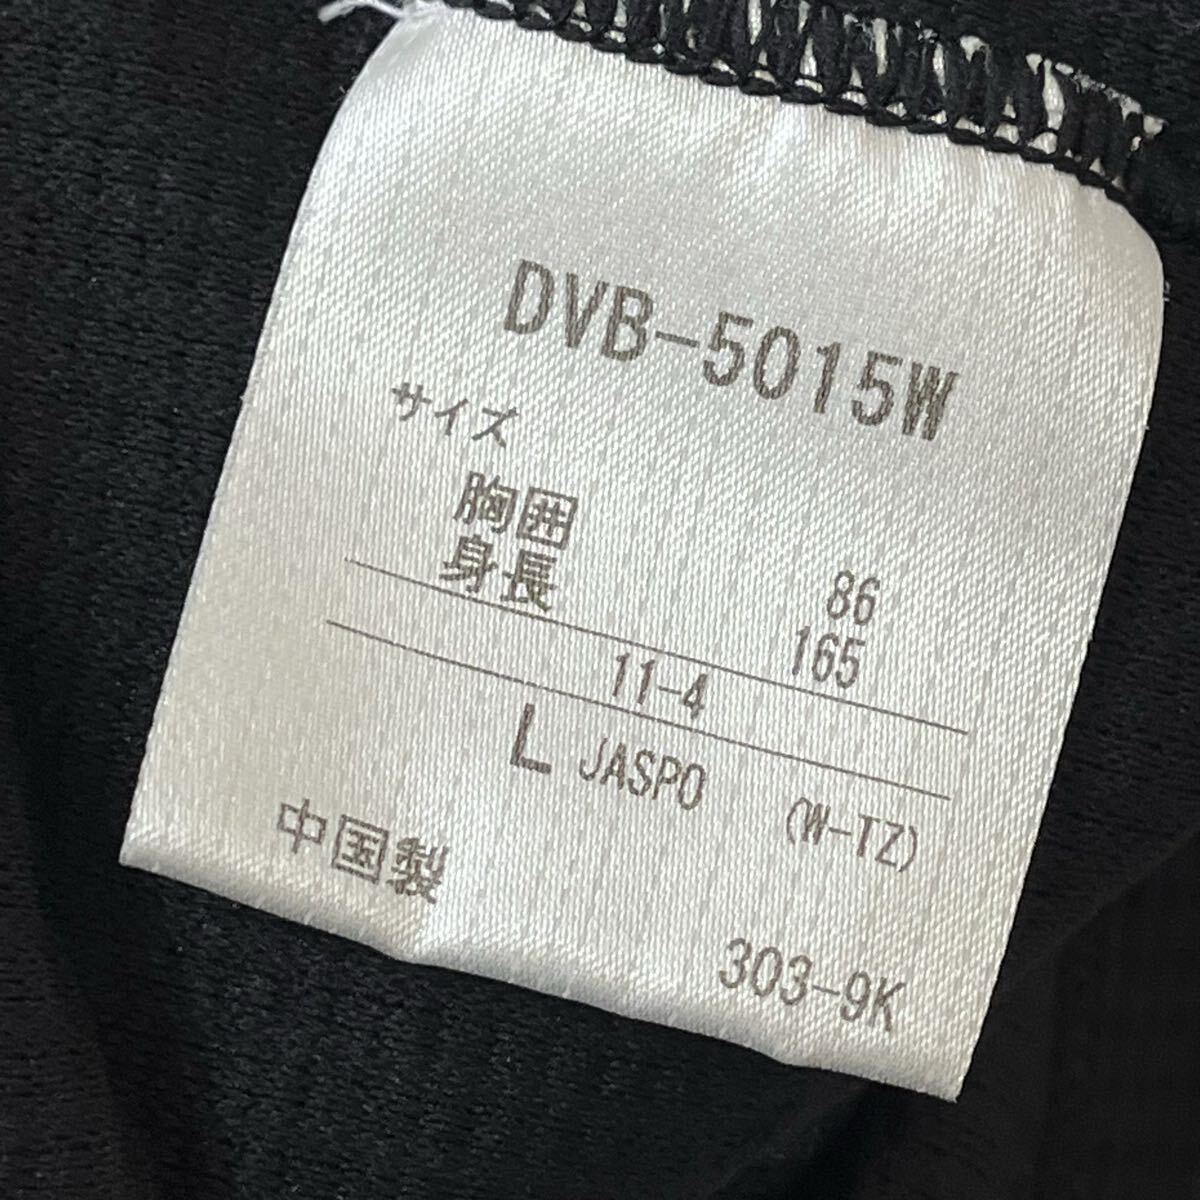 DVB-5015W
サイズ
胸囲 86
身長 165
11-4
L JASPO (W-TZ)
中国製
303-9K